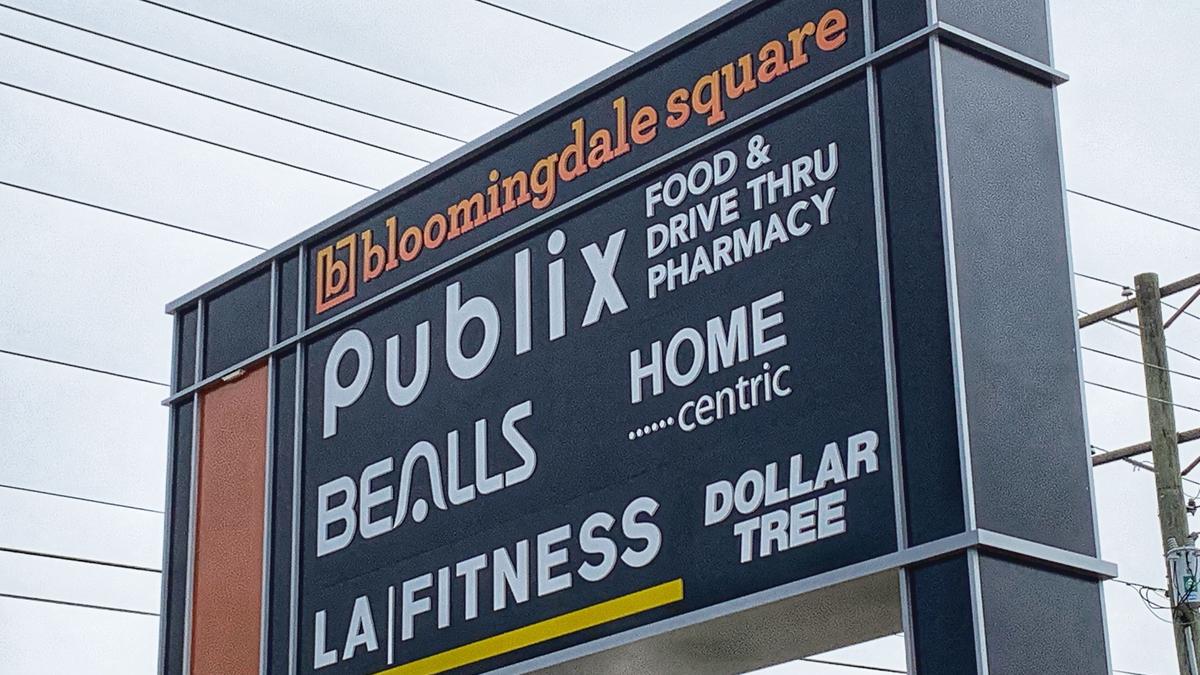 b bloomingdale square
Publix
FOOD &
DRIVE THRU
PHARMACY
BEALLS
HOME
......centric
LA|FITNESS
DOLLAR
TREE